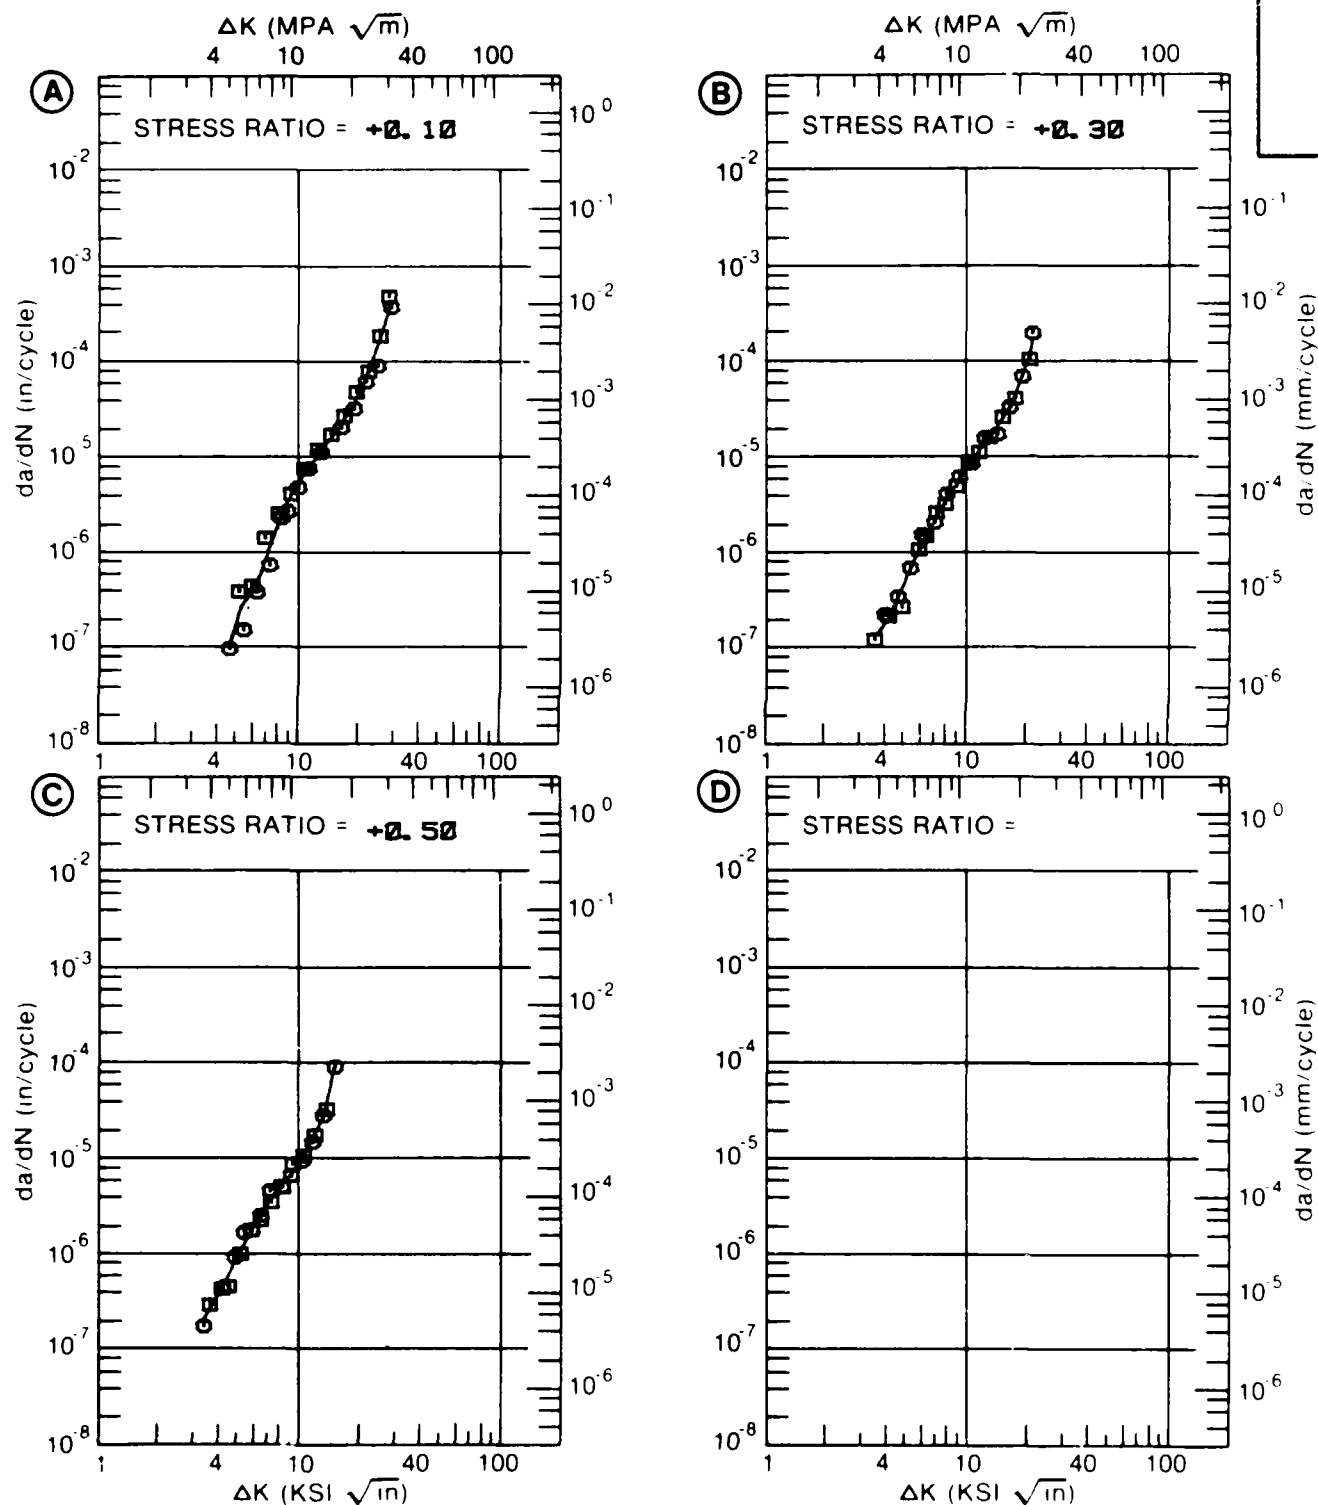 ΔK (MPA √m) ΔK (MPA √m)
4 10 40 100 4 10 40 100
A B
STRESS RATIO = +0.10 STRESS RATIO = +0.30
10^0
10^-2 10^-2
10^-1 10^-1
10^-3 10^-3
10^-2 10^-2
10^-4 10^-4
10^-3 10^-3
10^-5 10^-5
10^-4 10^-4
10^-6 10^-6
10^-5 10^-5
10^-7 10^-7
10^-6 10^-6
10^-8 10^-8
da/dN (in/cycle) da/dN (mm/cycle)
1 4 10 40 100 1 4 10 40 100
C D
STRESS RATIO = +0.50 STRESS RATIO =
10^0 10^0
10^-2 10^-2
10^-1 10^-1
10^-3 10^-3
10^-2 10^-2
10^-4 10^-4
10^-3 10^-3
10^-5 10^-5
10^-4 10^-4
10^-6 10^-6
10^-5 10^-5
10^-7 10^-7
10^-6 10^-6
10^-8 10^-8
da/dN (in/cycle) da/dN (mm/cycle)
1 4 10 40 100 1 4 10 40 100
ΔK (KSI √in) ΔK (KSI √in)